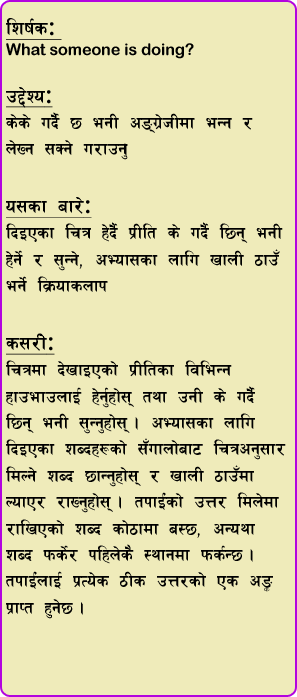 शिर्षक:
What someone is doing?
उद्देश्य:
केके गर्दै छ भनी अङ्ग्रेजीमा भन्न र
लेख्न सक्ने गराउनु
यसका बारे:
दिइएका चित्र हेर्दै प्रीति के गर्दै छिन् भनी
हेर्ने र सुन्ने, अभ्यासका लागि खाली ठाउँ
भर्ने क्रियाकलाप
कसरी:
चित्रमा देखाइएको प्रीतिका विभिन्न
हाउभाउलाई हेर्नुहोस् तथा उनी के गर्दै
छिन् भनी सुन्नुहोस् । अभ्यासका लागि
दिइएका शब्दहरूको सँगालोबाट चित्रअनुसार
मिल्ने शब्द छान्नुहोस् र खाली ठाउँमा
ल्याएर राख्नुहोस् । तपाईको उत्तर मिलेमा
राखिएको शब्द कोठामा बस्छ, अन्यथा
शब्द फर्केर पहिलेकै स्थानमा फर्कन्छ ।
तपाईलाई प्रत्येक ठीक उत्तरको एक अङ्क
प्राप्त हुनेछ ।